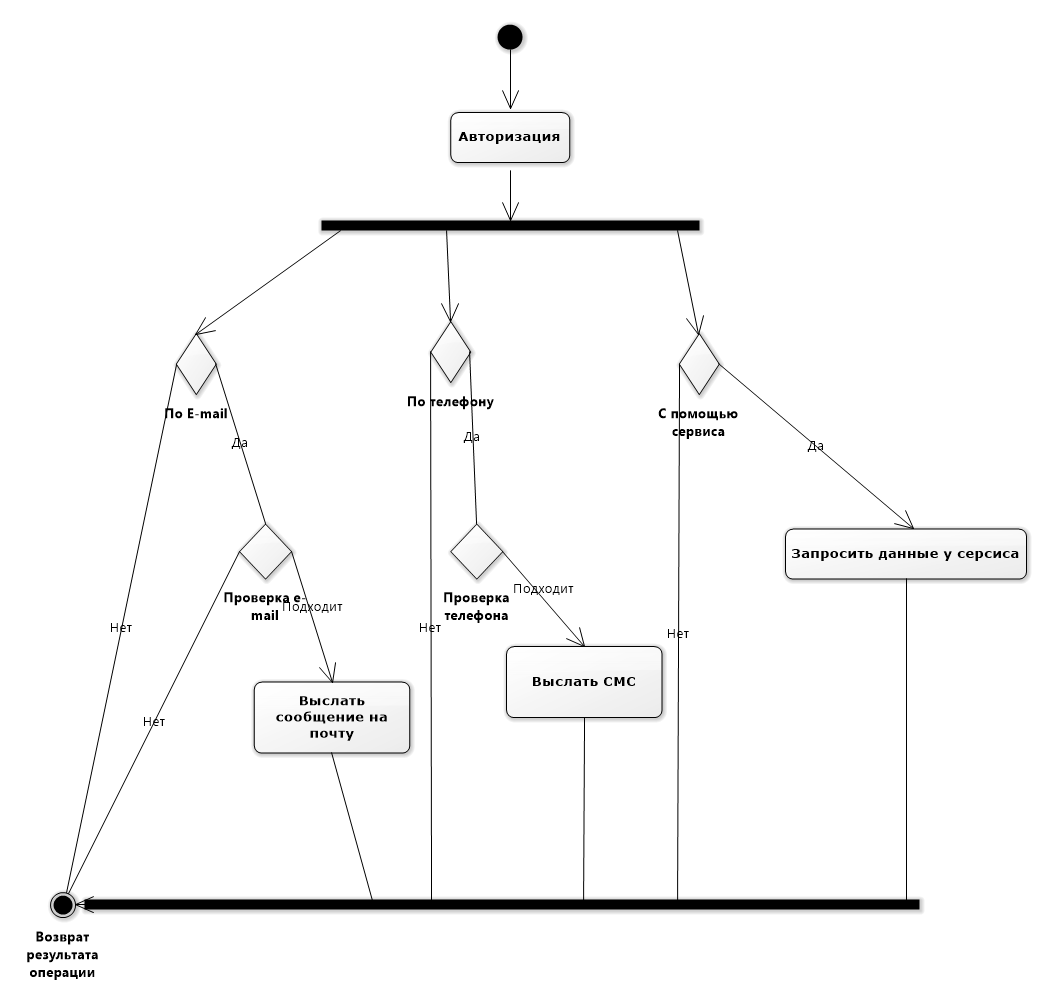 Авторизация
По E-mail
По телефону
С помощью
сервиса
Да
Да
Да
Запросить данные у серсиса
Проверка e-
mail
Подходит
Проверка
телефона
Подходит
Нет
Нет
Нет
Выслать СМС
Выслать
сообщение на
почту
Нет
Возврат
результата
операции